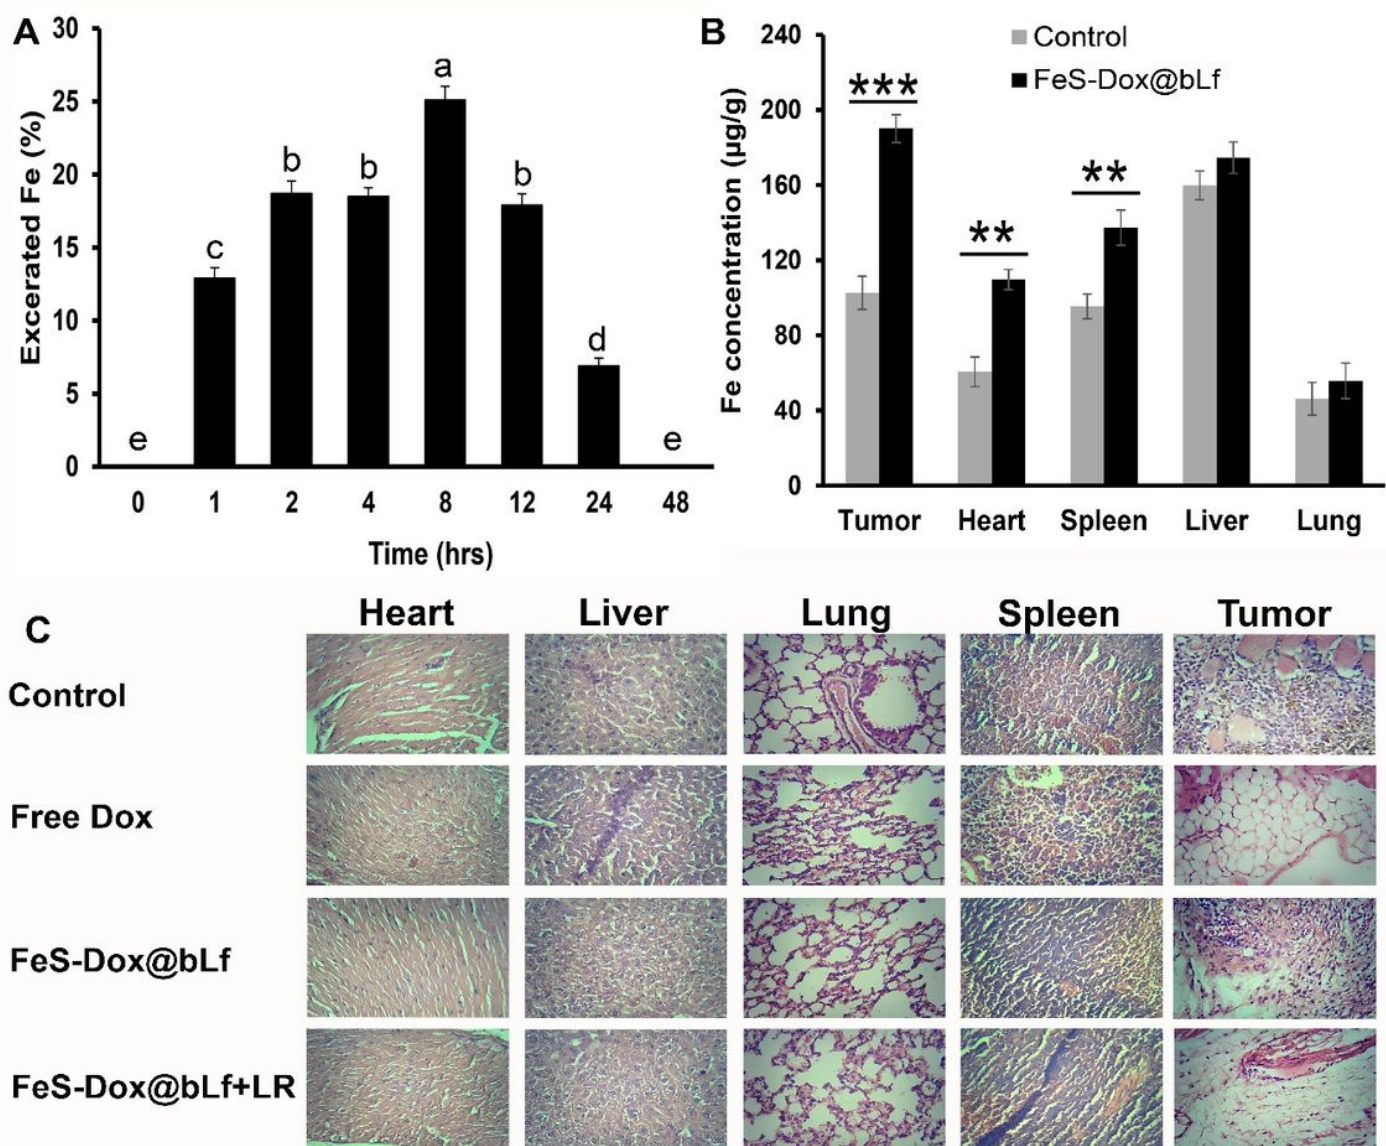 A
30
25
20
15
10
5
0
Excerated Fe (%)
e
c
b
b
a
b
d
e
0 1 2 4 8 12 24 48
Time (hrs)
B
240
200
160
120
80
40
0
Fe concentration (µg/g)
Control
FeS-Dox@bLf
***
**
**
Tumor Heart Spleen Liver Lung
C
Heart Liver Lung Spleen Tumor
Control
Free Dox
FeS-Dox@bLf
FeS-Dox@bLf+LR